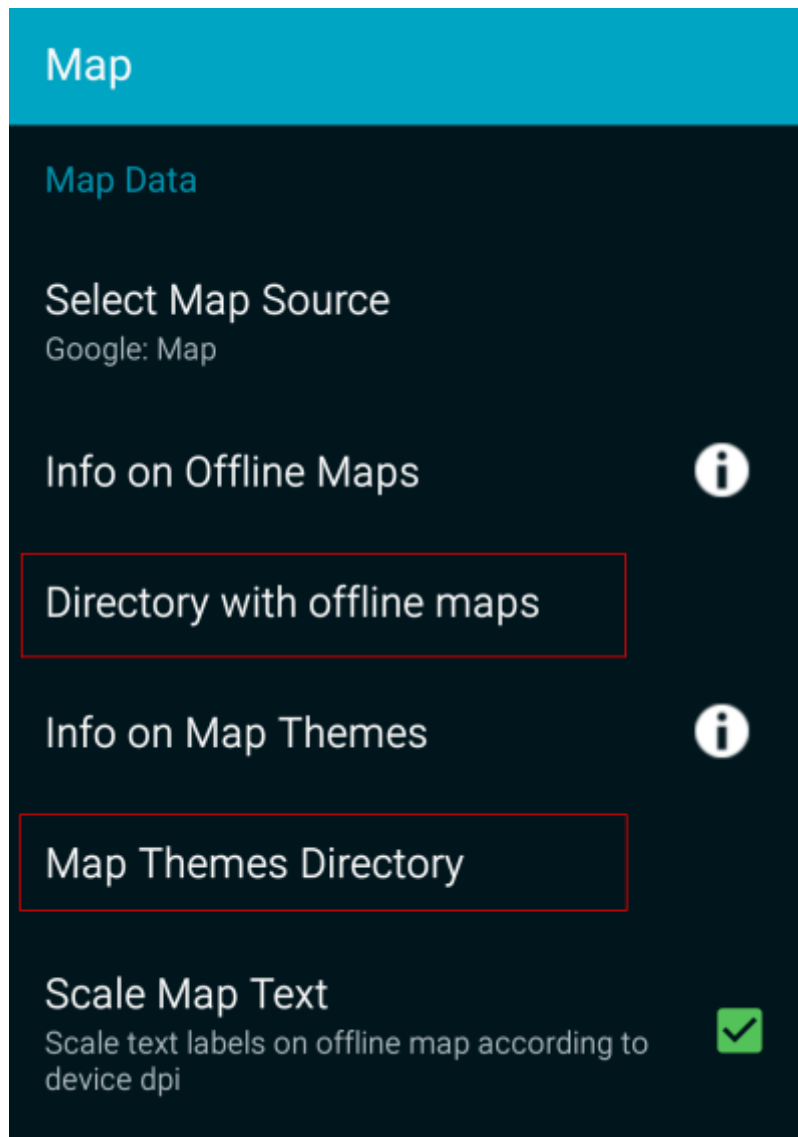 Map
Map Data
Select Map Source
Google: Map
Info on Offline Maps
Directory with offline maps
Info on Map Themes
Map Themes Directory
Scale Map Text
Scale text labels on offline map according to
device dpi